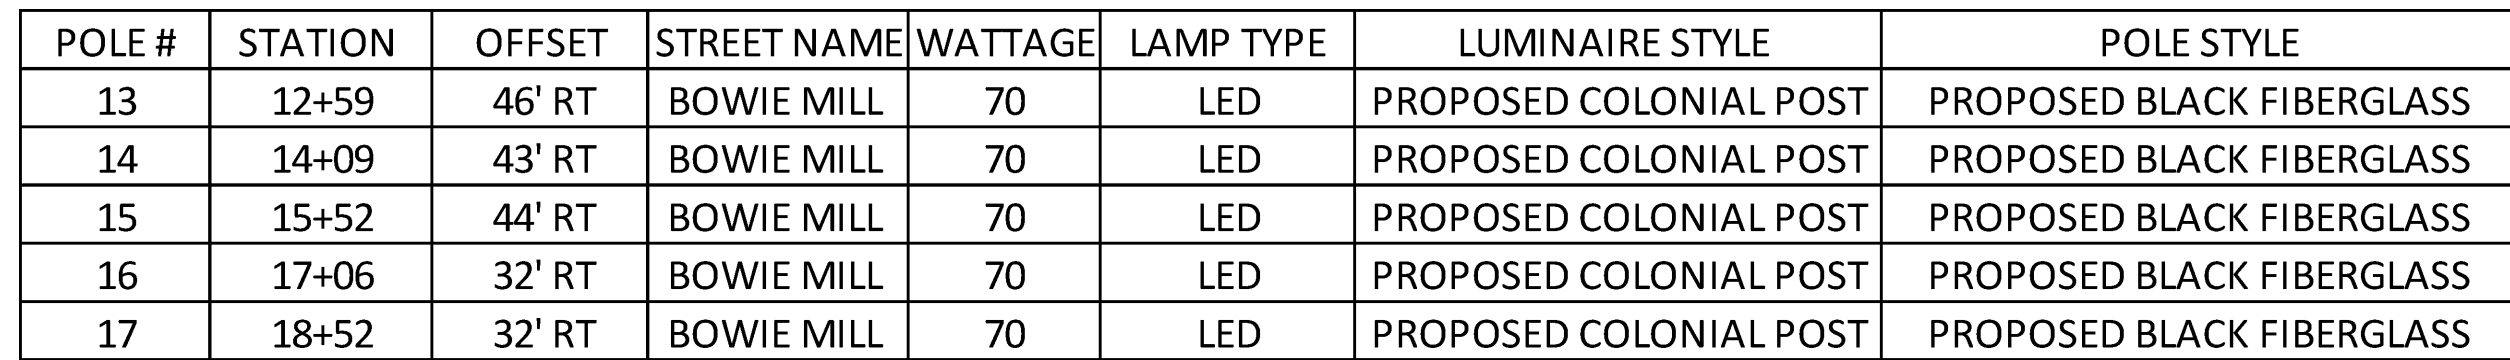 POLE # STATION OFFSET STREET NAME WATTAGE LAMP TYPE LUMINAIRE STYLE POLE STYLE
13 12+59 46' RT BOWIE MILL 70 LED PROPOSED COLONIAL POST PROPOSED BLACK FIBERGLASS
14 14+09 43' RT BOWIE MILL 70 LED PROPOSED COLONIAL POST PROPOSED BLACK FIBERGLASS
15 15+52 44' RT BOWIE MILL 70 LED PROPOSED COLONIAL POST PROPOSED BLACK FIBERGLASS
16 17+06 32' RT BOWIE MILL 70 LED PROPOSED COLONIAL POST PROPOSED BLACK FIBERGLASS
17 18+52 32' RT BOWIE MILL 70 LED PROPOSED COLONIAL POST PROPOSED BLACK FIBERGLASS